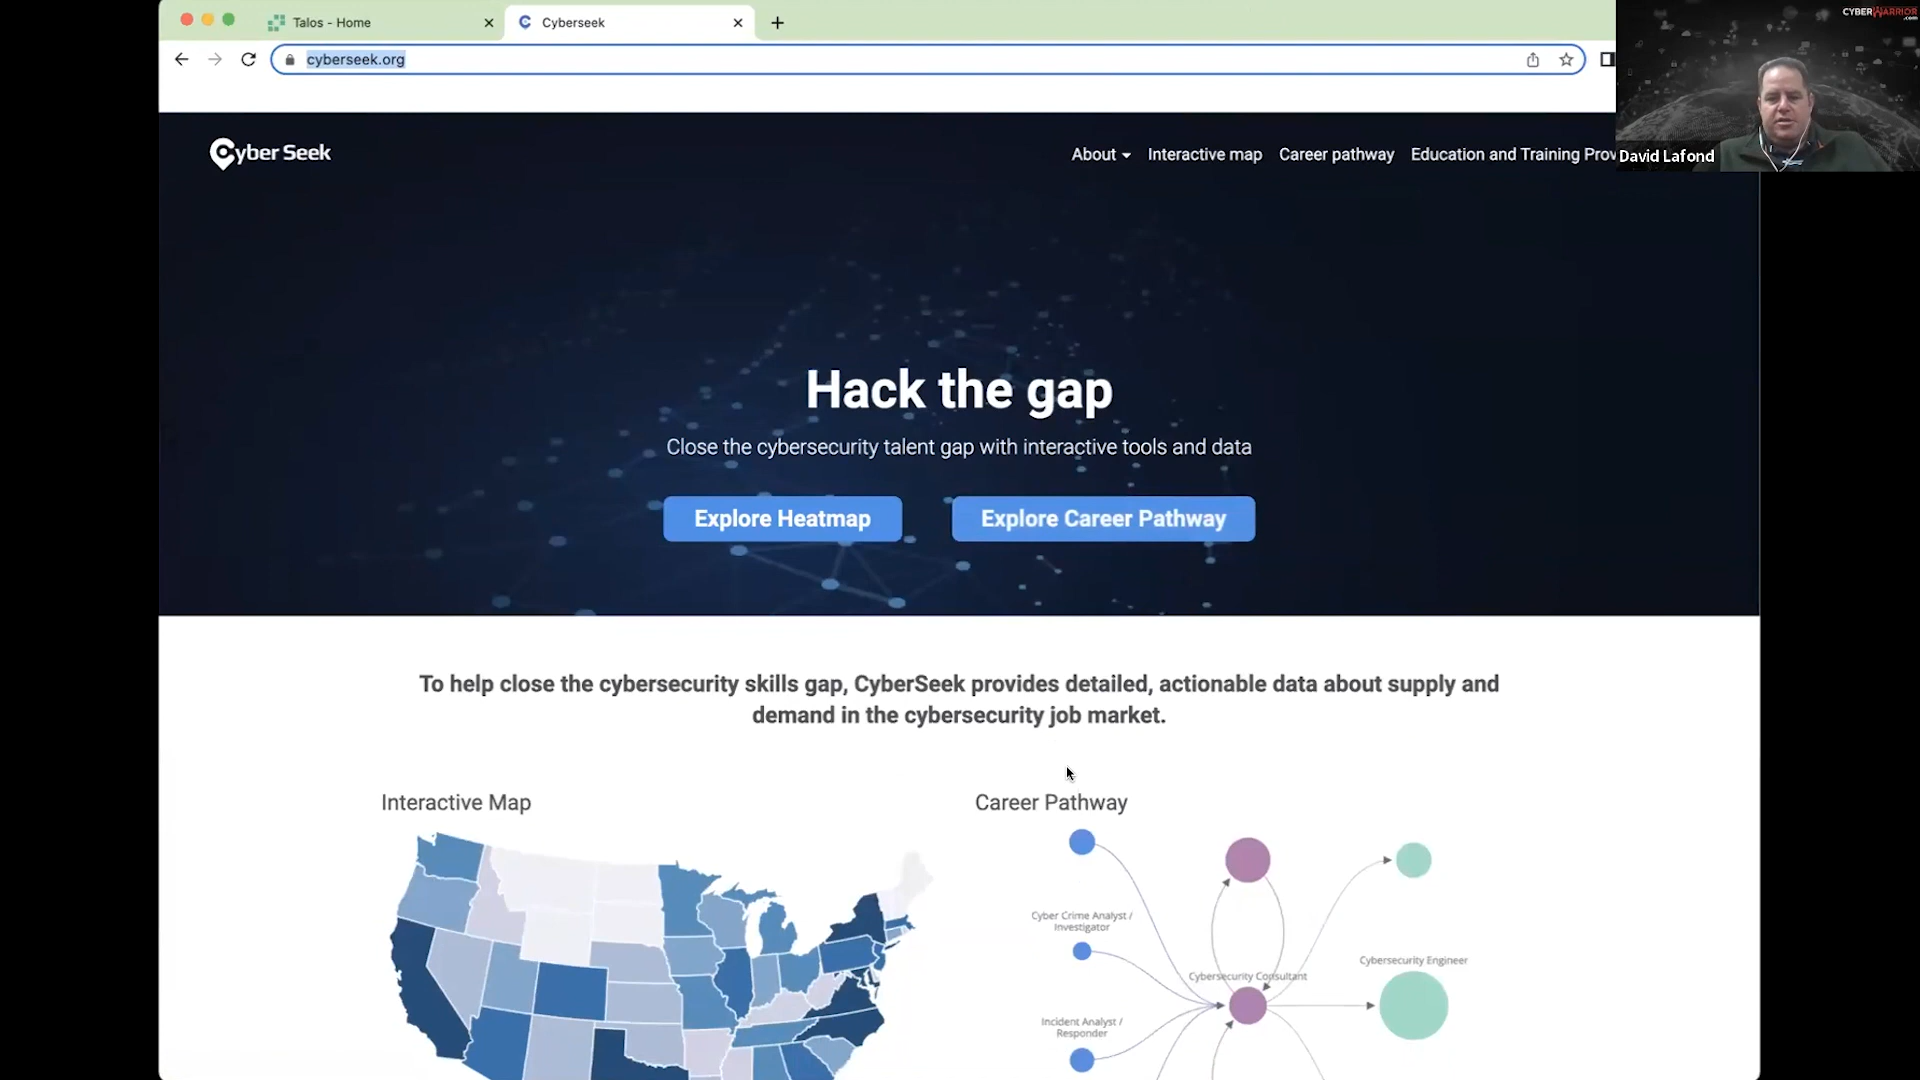 Talos - Home
Cyberseek
cyberseek.org
CYBERWARRIOR
.com
David Lafond
Cyber Seek
About
Interactive map
Career pathway
Education and Training Prov
Hack the gap
Close the cybersecurity talent gap with interactive tools and data
Explore Heatmap
Explore Career Pathway
To help close the cybersecurity skills gap, CyberSeek provides detailed, actionable data about supply and
demand in the cybersecurity job market.
Interactive Map
Career Pathway
Cyber Crime Analyst /
Investigator
Cybersecurity Consultant
Cybersecurity Engineer
Incident Analyst /
Responder